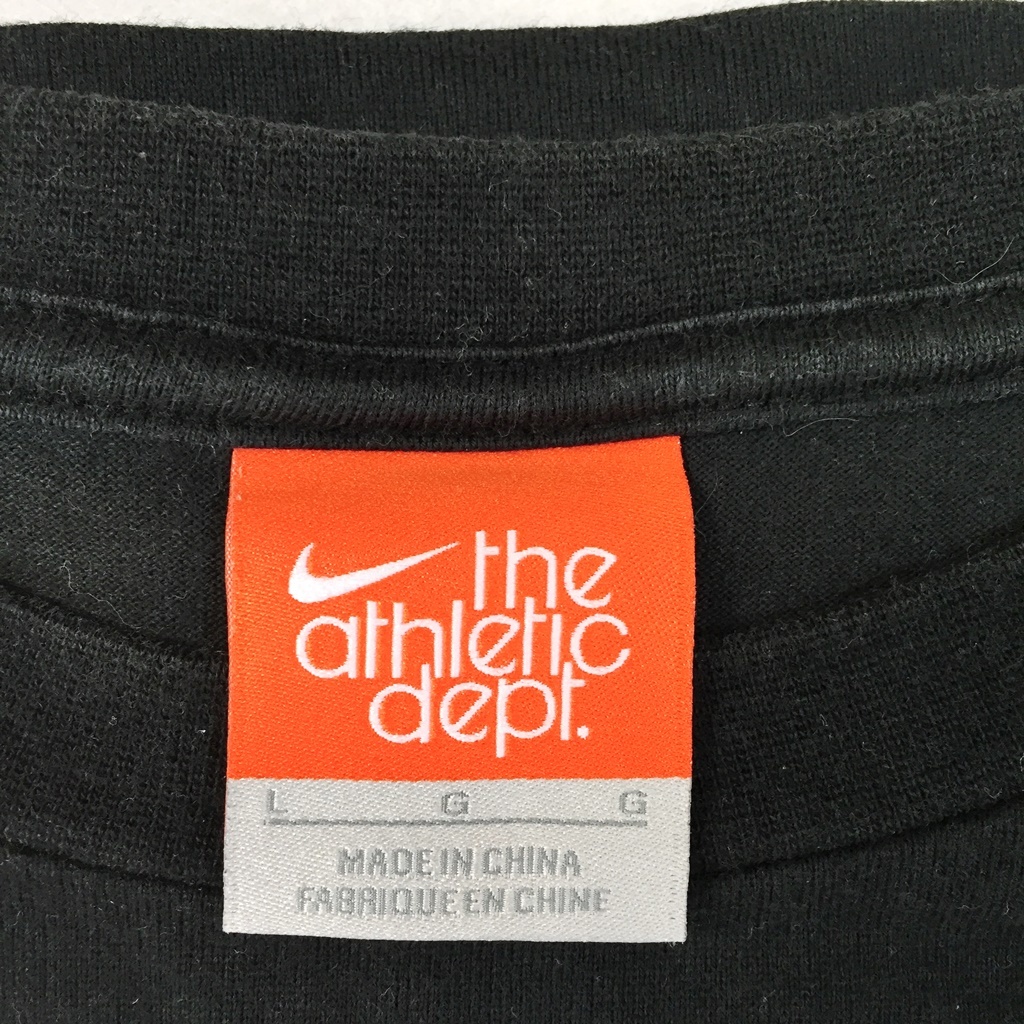 the
athletic
dept.
L G G
MADE IN CHINA
FABRIQUE EN CHINE